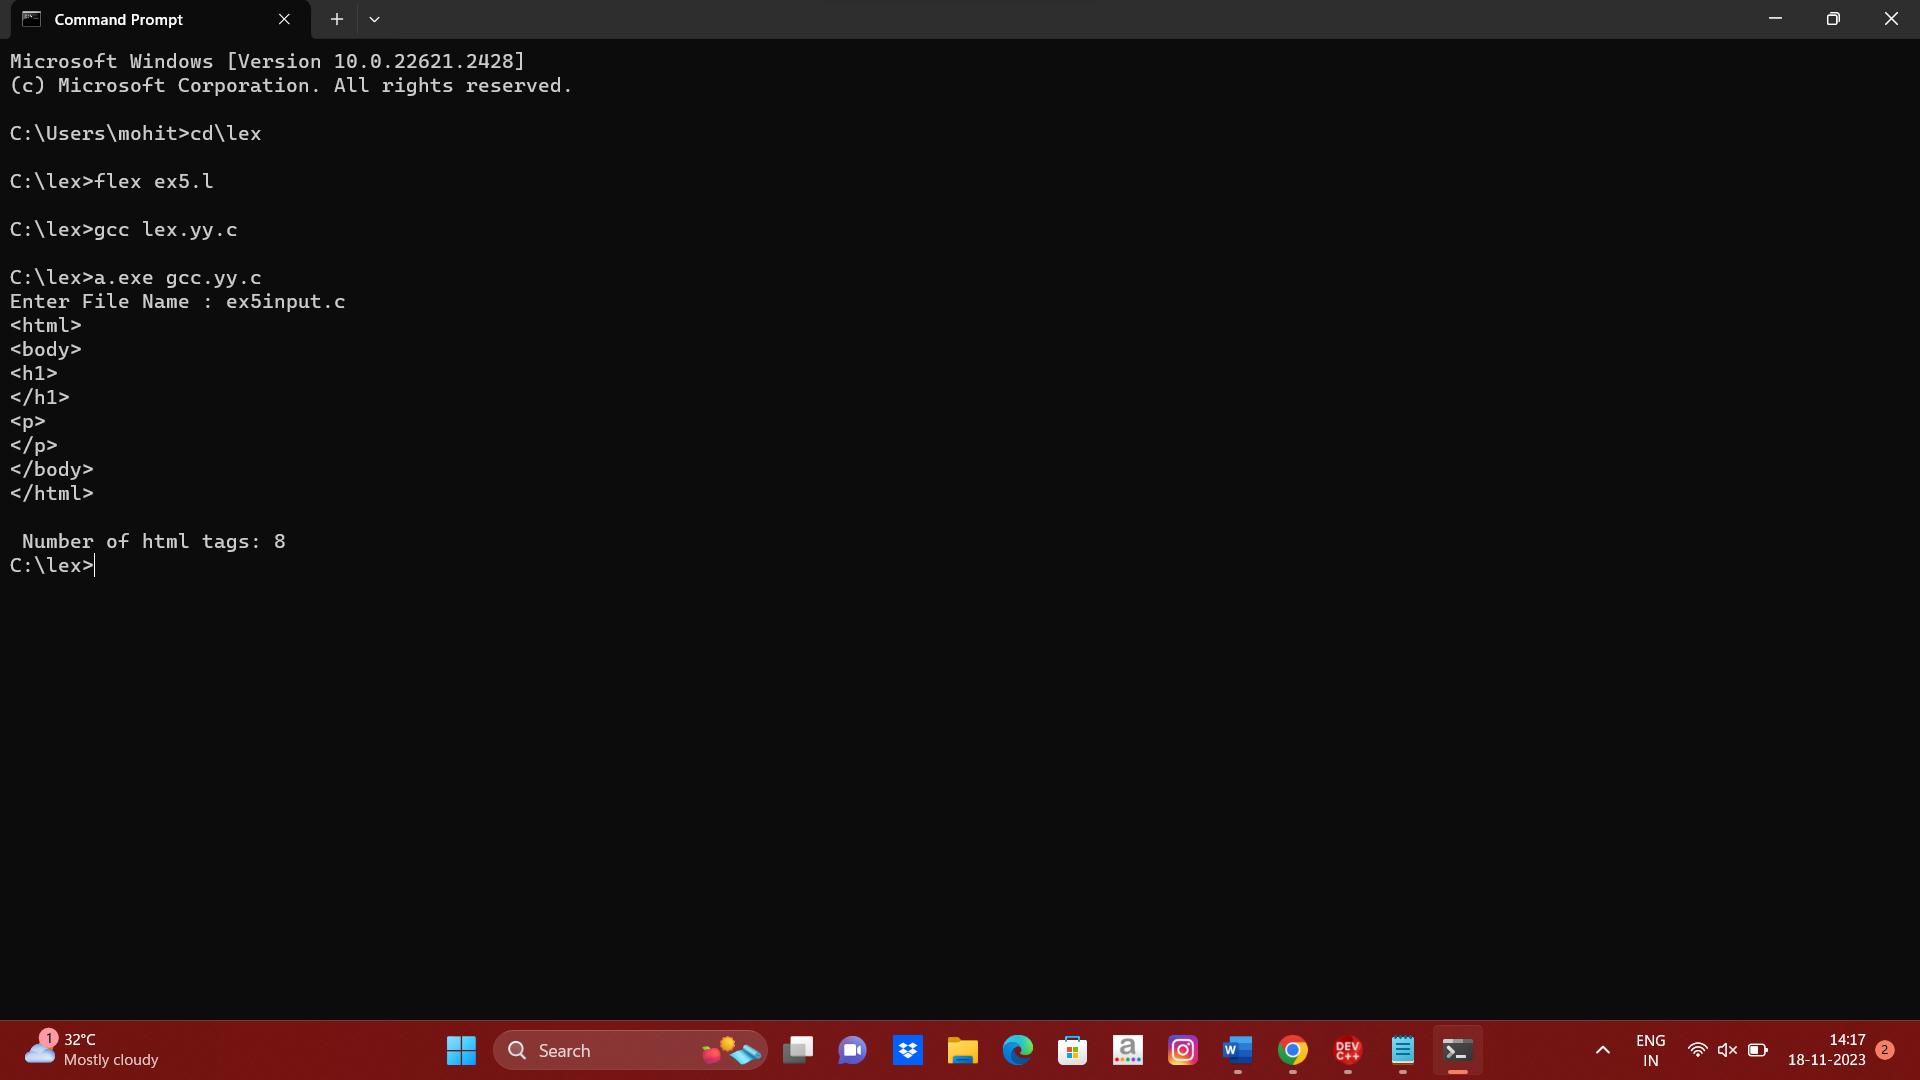 Command Prompt
Microsoft Windows [Version 10.0.22621.2428]
(c) Microsoft Corporation. All rights reserved.
C:\Users\mohit>cd\lex
C:\lex>flex ex5.l
C:\lex>gcc lex.yy.c
C:\lex>a.exe gcc.yy.c
Enter File Name : ex5input.c
<html>
<body>
<h1>
</h1>
<p>
</p>
</body>
</html>
Number of html tags: 8
C:\lex>
1
32°C
Mostly cloudy
Search
a
W
DEV
C++
ENG
IN
14:17
18-11-2023
2